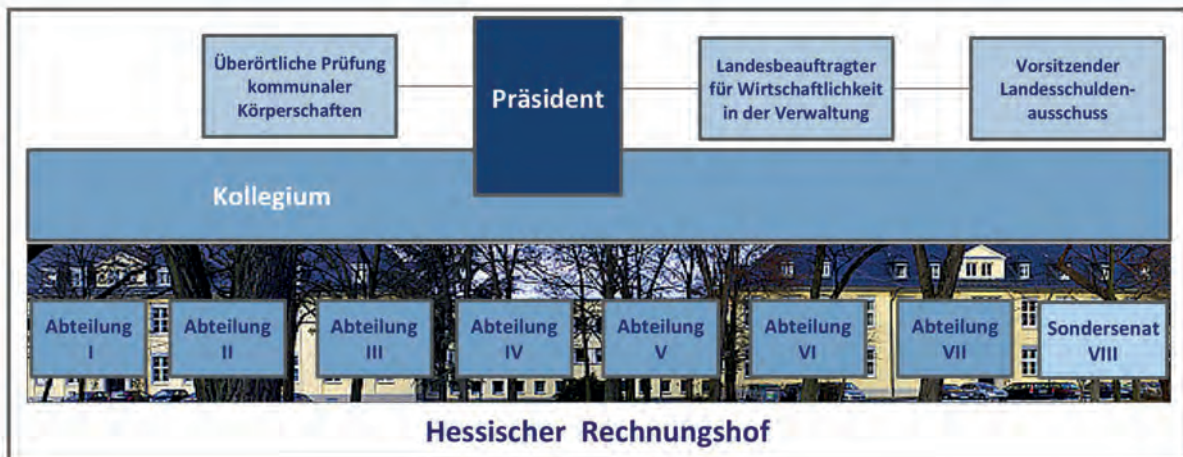 Überörtliche Prüfung
kommunaler
Körperschaften
Präsident
Landesbeauftragter
für Wirtschaftlichkeit
in der Verwaltung
Vorsitzender
Landesschulden-
ausschuss
Kollegium
Abteilung
I
Abteilung
II
Abteilung
III
Abteilung
IV
Abteilung
V
Abteilung
VI
Abteilung
VII
Sondersenat
VIII
Hessischer Rechnungshof